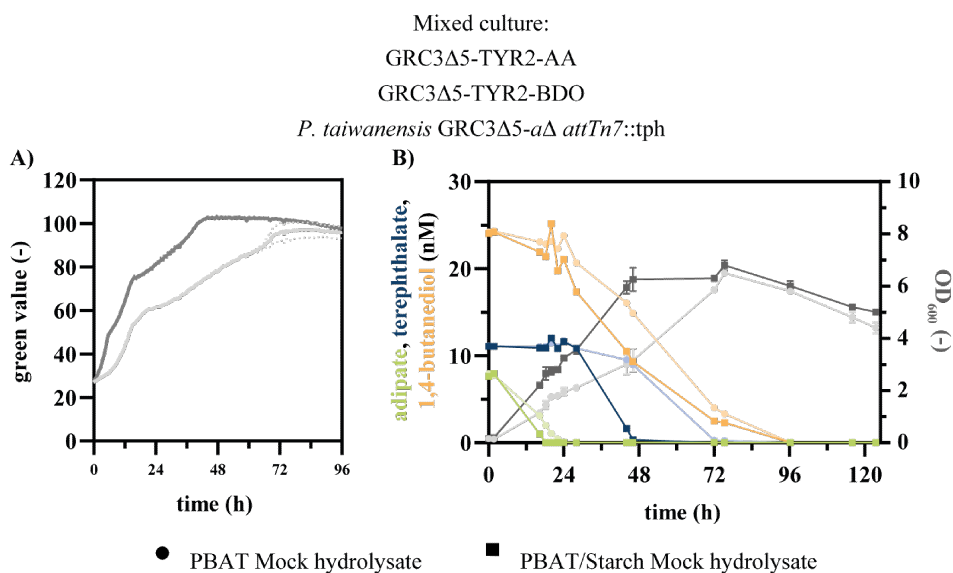 Mixed culture:
GRC3Δ5-TYR2-AA
GRC3Δ5-TYR2-BDO
P. taiwanensis GRC3Δ5-aΔ attTn7::tph
A)
120
100
80
60
40
20
0
green value (-)
0 24 48 72 96
time (h)
B)
30
20
10
0
adipate, terephthalate,
1,4-butanediol (nM)
10
8
6
4
2
0
OD600 (-)
0 24 48 72 96 120
time (h)
PBAT Mock hydrolysate
PBAT/Starch Mock hydrolysate